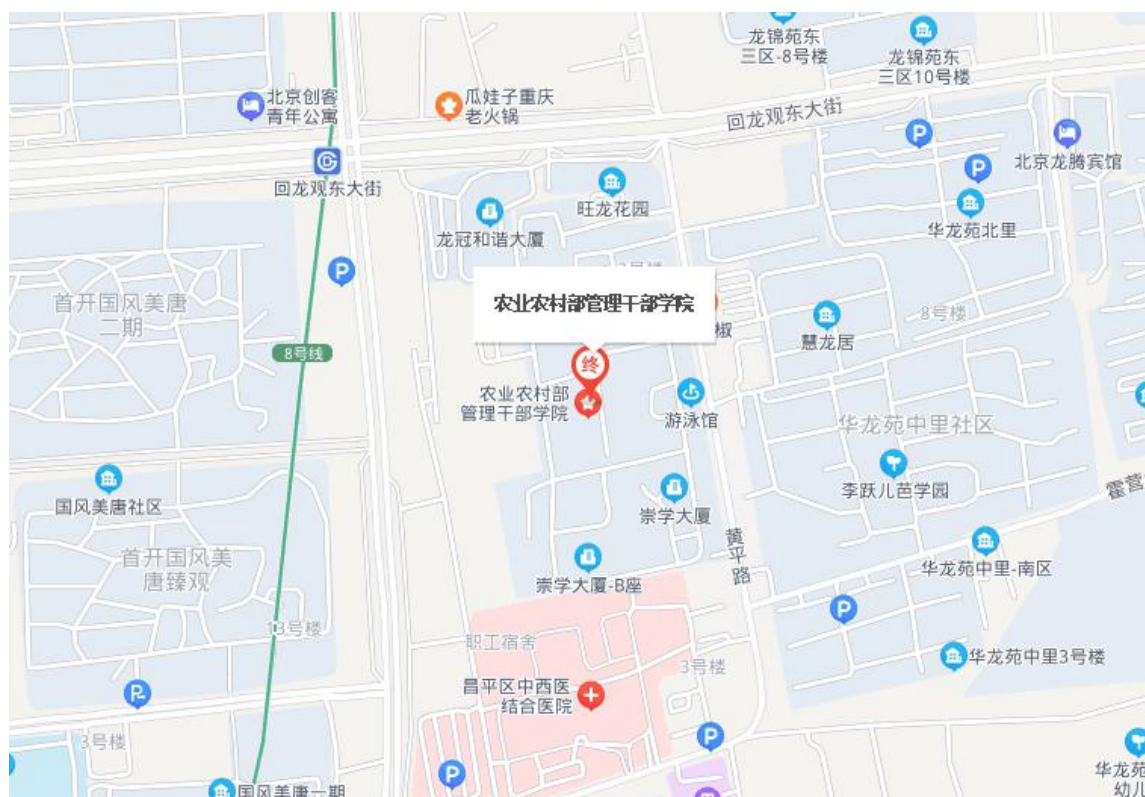 龙锦苑东
三区-8号楼
龙锦苑东
三区10号楼
北京创客
青年公寓
瓜娃子重庆
老火锅
回龙观东大街
P
北京龙腾宾馆
P
回龙观东大街
旺龙花园
华龙苑北里
龙冠和谐大厦
P
首开国风美唐
二期
农业农村部管理干部学院
椒
8号楼
慧龙居
8号线
终
农业农村部
管理干部学院
游泳馆
华龙苑中里社区
李跃儿芭学园
霍营
国风美唐社区
崇学大厦
黄平路
首开国风美
唐臻观
崇学大厦-B座
华龙苑中里-南区
P
13号楼
职工宿舍
3号楼
华龙苑中里3号楼
昌平区中西医
结合医院
P
P
3号楼
P
华龙苑
幼儿
国风美唐一期